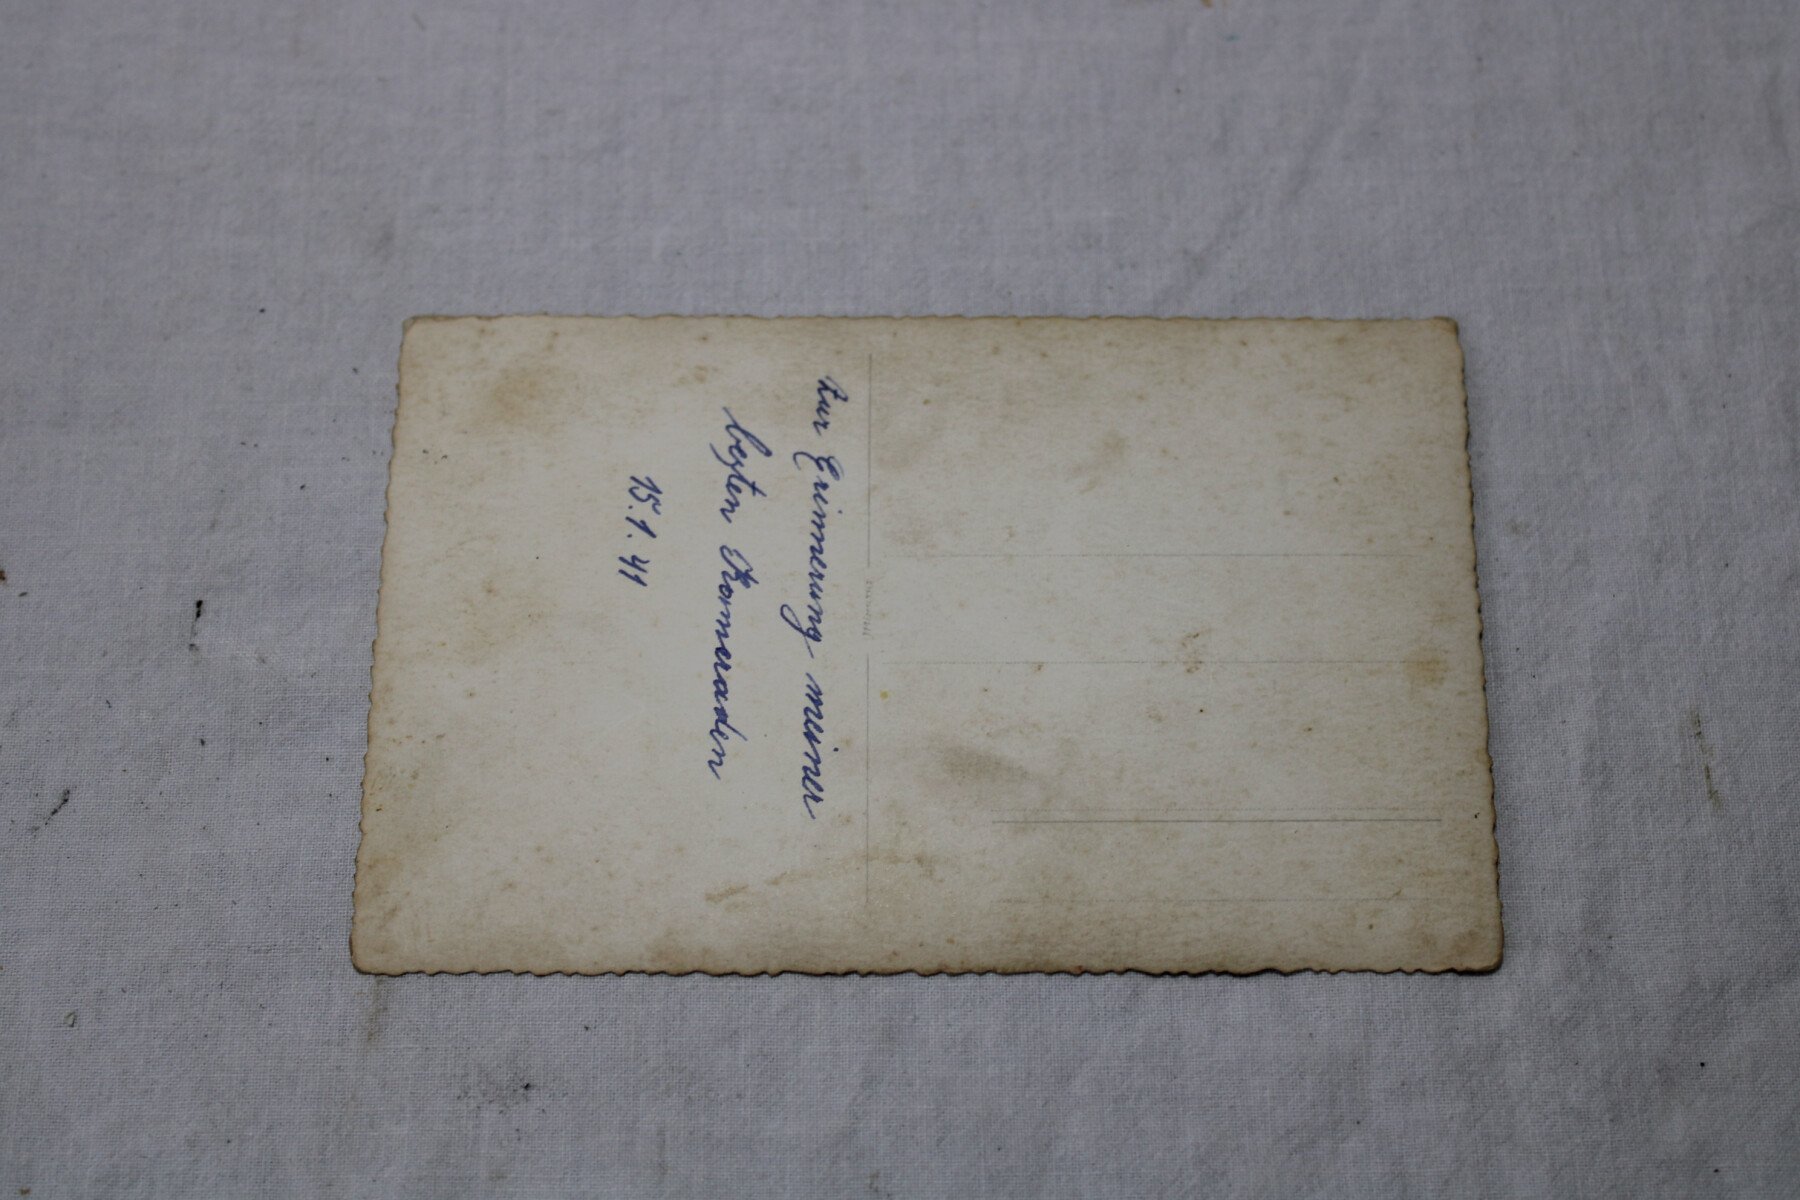 Zur Erinnerung meiner
besten Kameraden
15.1.41